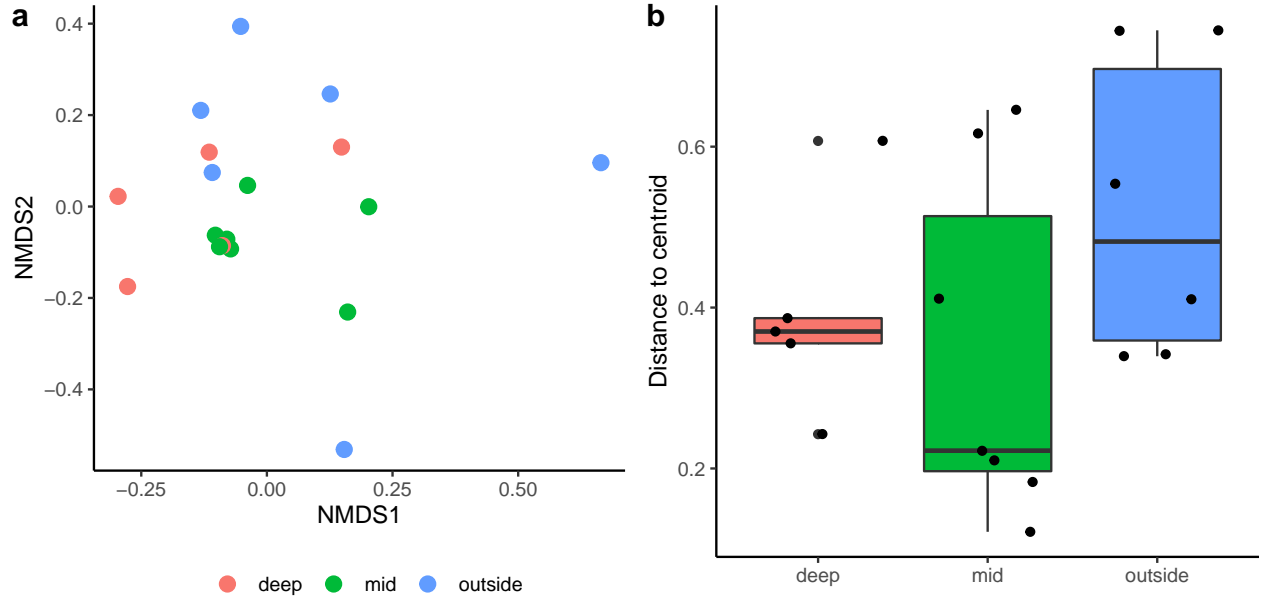 a
0.4
0.2
0.0
−0.2
−0.4
NMDS2
−0.25
0.00
0.25
0.50
NMDS1
deep
mid
outside
b
0.6
0.4
0.2
Distance to centroid
deep
mid
outside